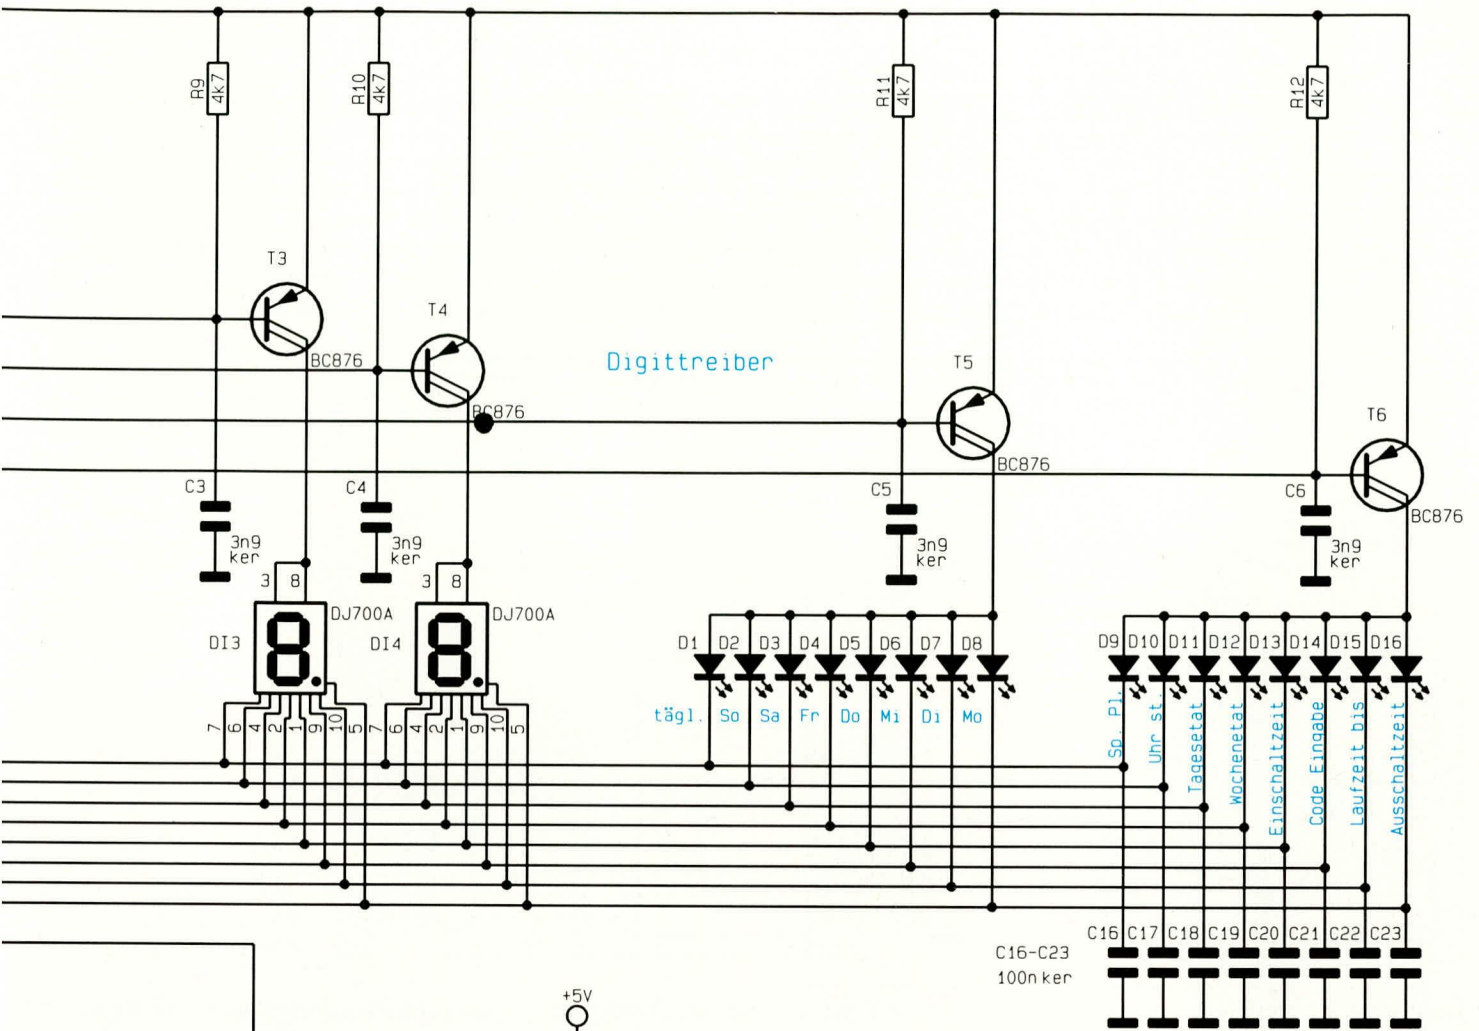 R9
4k7
R10
4k7
R11
4k7
R12
4k7
T3
BC876
T4
BC876
Digittreiber
T5
BC876
T6
BC876
C3
3n9
ker
C4
3n9
ker
C5
3n9
ker
C6
3n9
ker
3 8
DJ700A
DI3
7 6 4 2 1 9 10 5
3 8
DJ700A
DI4
7 6 4 2 1 9 10 5
D1 D2 D3 D4 D5 D6 D7 D8
tägl. So Sa Fr Do Mi Di Mo
D9 D10 D11 D12 D13 D14 D15 D16
Sp. Pl.
Uhr st.
Tagesetat
Wochenetat
Einschaltzeit
Code Eingabe
Laufzeit bis
Ausschaltzeit
C16 C17 C18 C19 C20 C21 C22 C23
C16-C23
100n ker
+5V